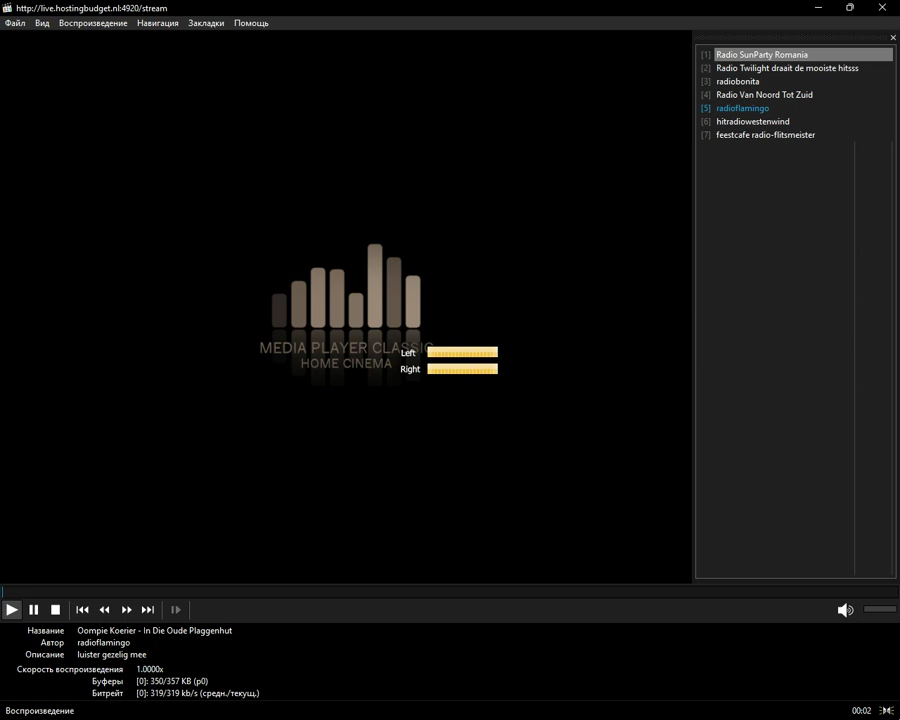 http://live.hostingbudget.nl:4920/stream
Файл Вид Воспроизведение Навигация Закладки Помощь
[1] Radio SunParty Romania
[2] Radio Twilight draait de mooiste hitsss
[3] radiobonita
[4] Radio Van Noord Tot Zuid
[5] radioflamingo
[6] hitradiowestenwind
[7] feestcafe radio-flitsmeister
MEDIA PLAYER CLASSIC
HOME CINEMA
Left
Right
Название Oompie Koerier - In Die Oude Plaggenhut
Автор radioflamingo
Описание luister gezelig mee
Скорость воспроизведения 1.0000x
Буферы [0]: 350/357 KB (p0)
Битрейт [0]: 319/319 kb/s (средн./текущ.)
Воспроизведение 00:02